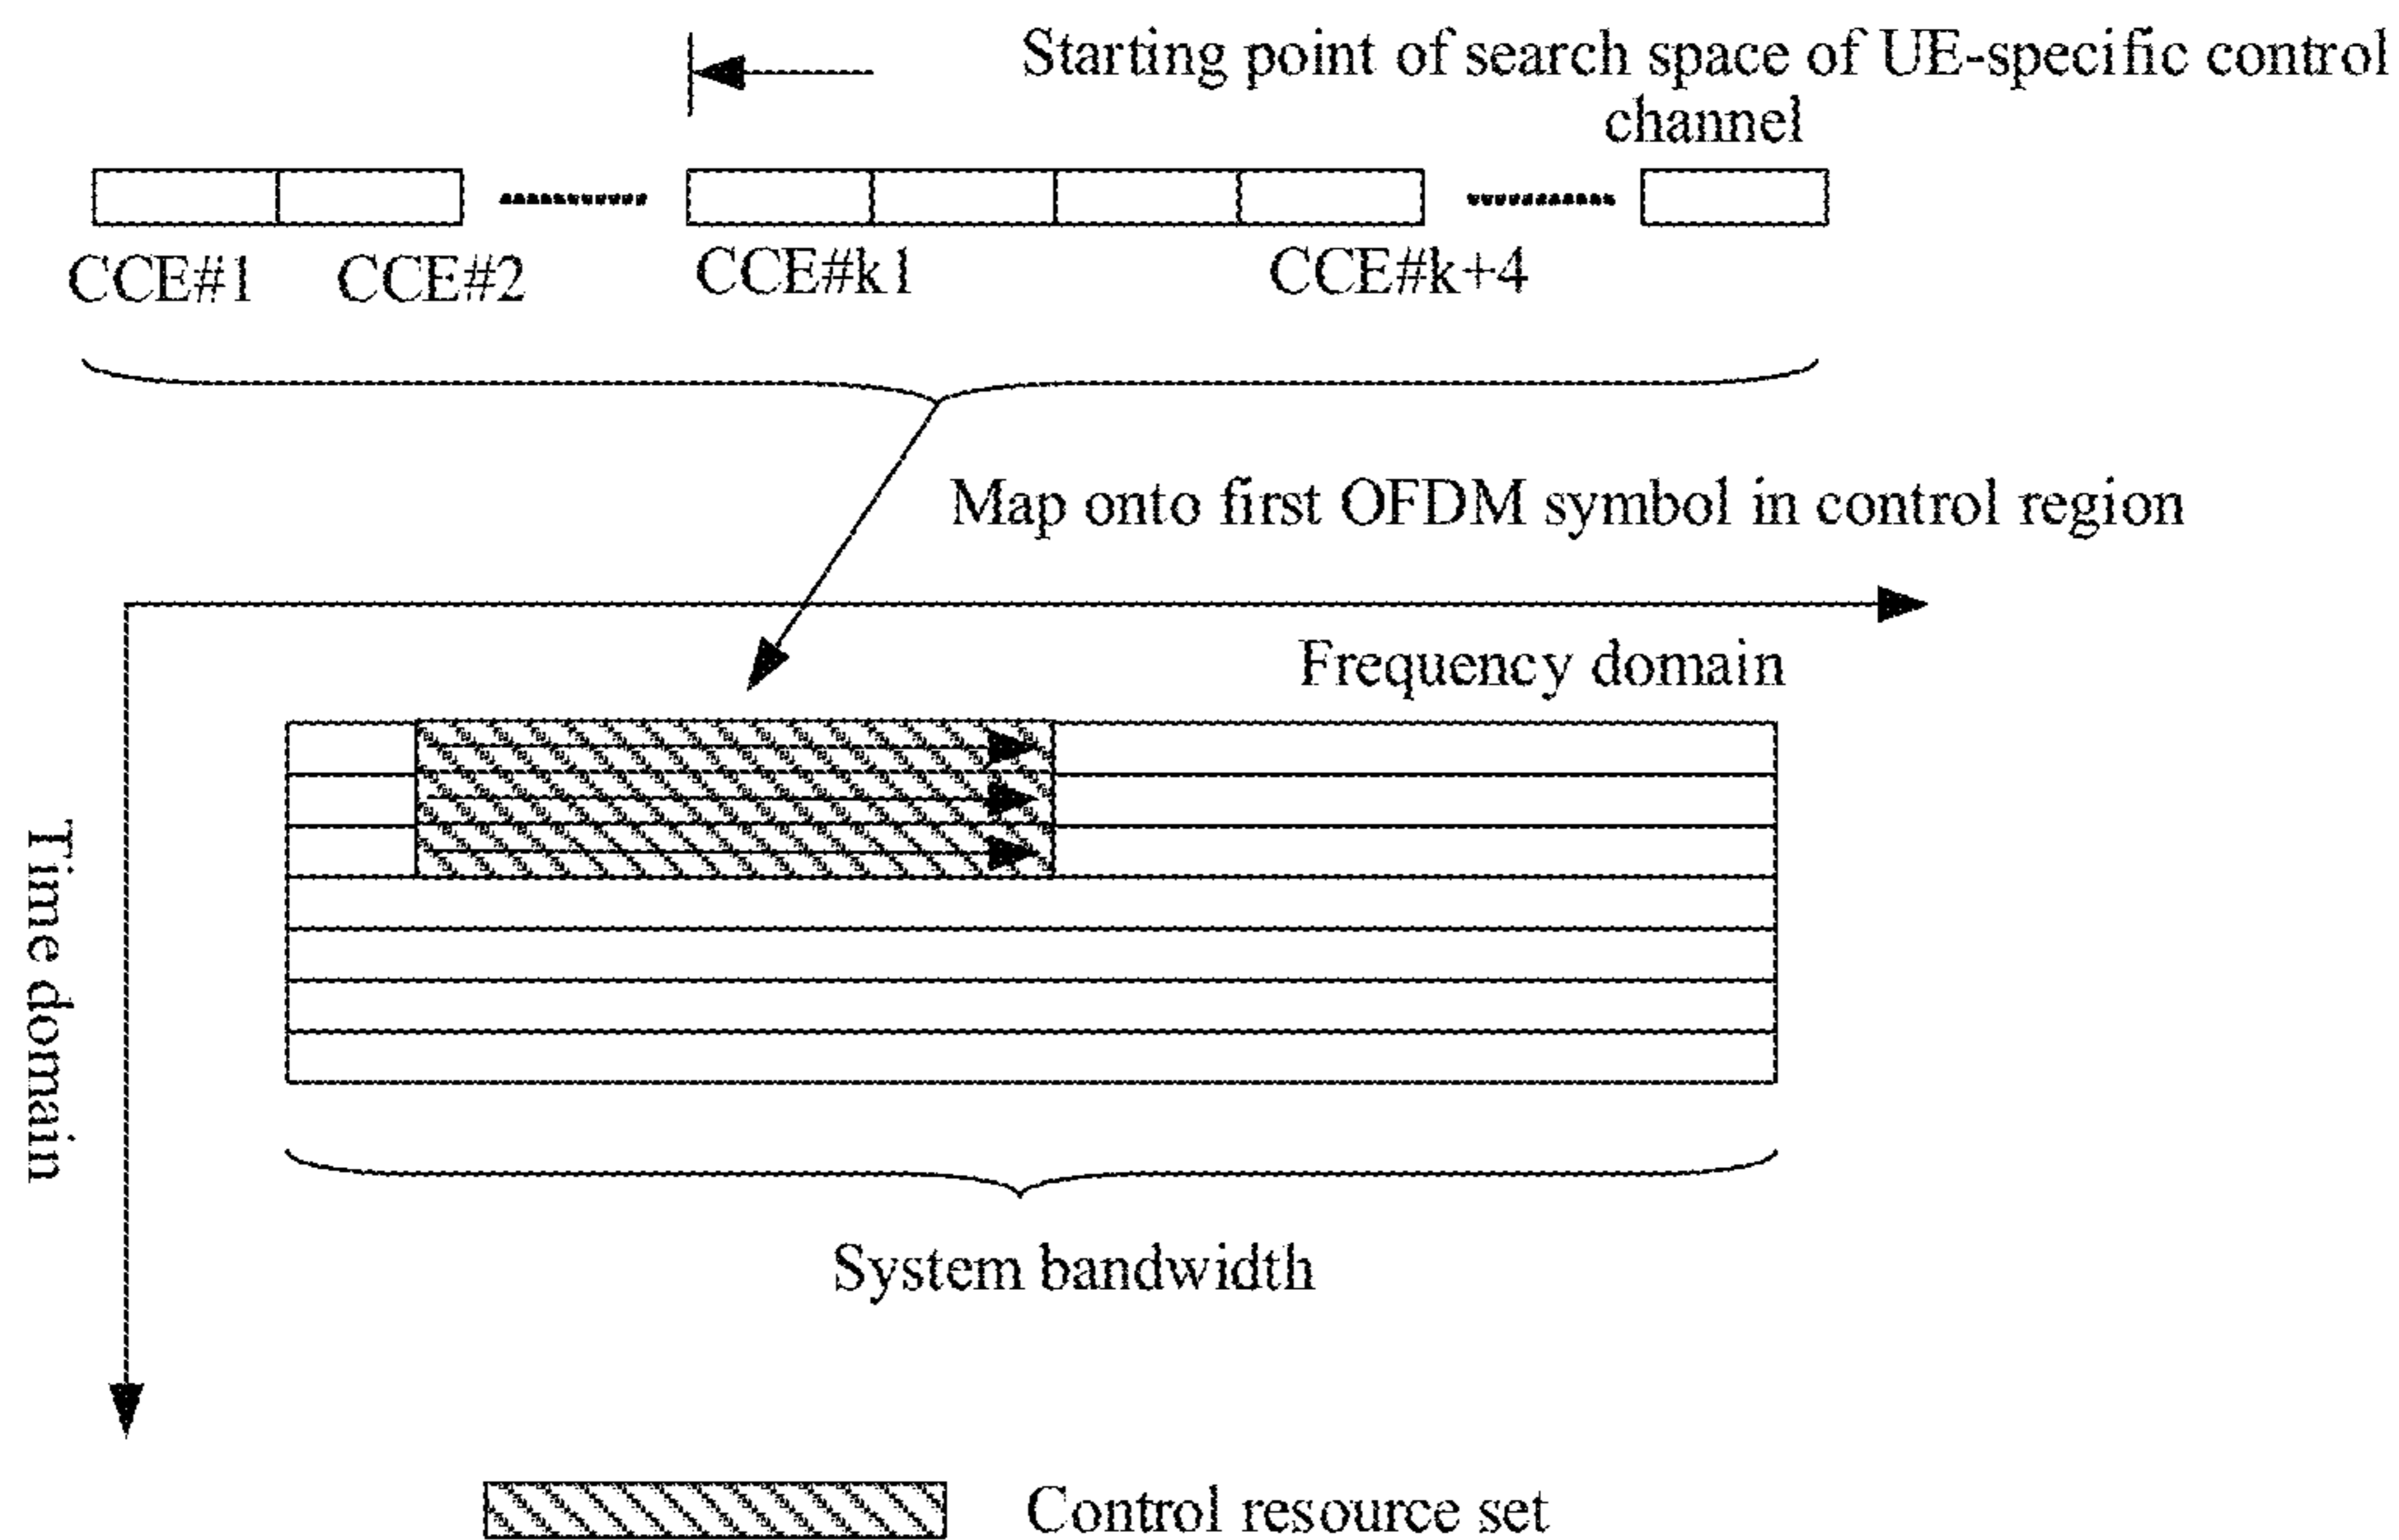 Starting point of search space of UE-specific control
channel
CCE#1
CCE#2
CCE#k1
CCE#k+4
Map onto first OFDM symbol in control region
Frequency domain
Time domain
System bandwidth
Control resource set